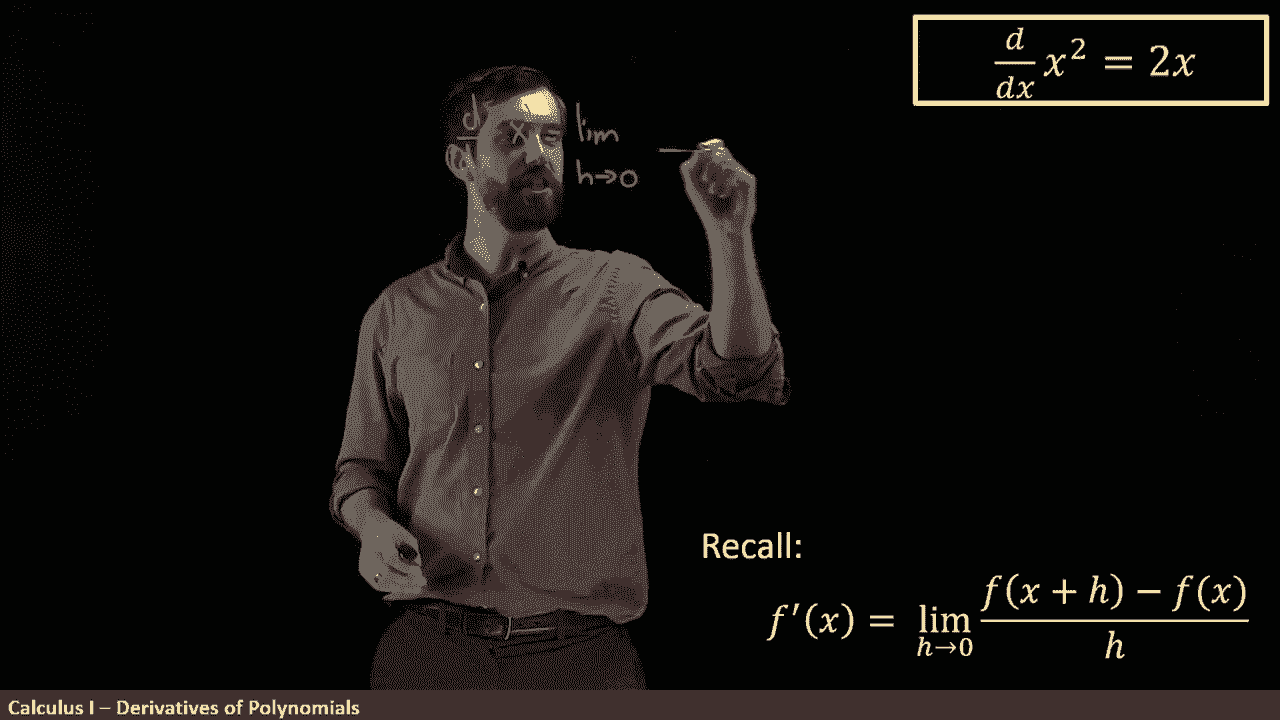 d/dx x² = 2x
d x lim
h→0
Recall:
f′(x) = lim h→0 f(x + h) − f(x) / h
Calculus I – Derivatives of Polynomials